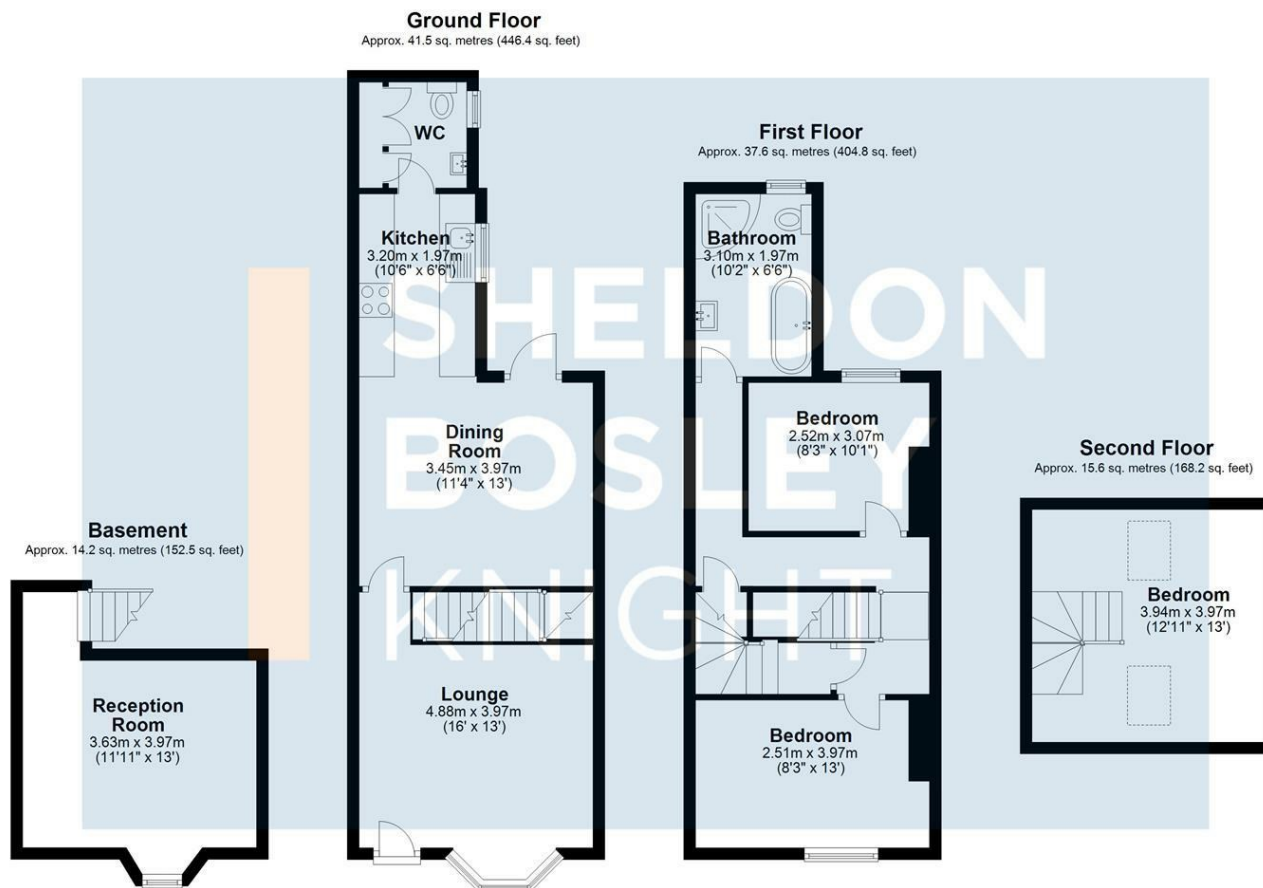 Ground Floor
Approx. 41.5 sq. metres (446.4 sq. feet)
WC
Kitchen
3.20m x 1.97m
(10'6" x 6'6")
Dining
Room
3.45m x 3.97m
(11'4" x 13')
Lounge
4.88m x 3.97m
(16' x 13')
First Floor
Approx. 37.6 sq. metres (404.8 sq. feet)
Bathroom
3.10m x 1.97m
(10'2" x 6'6")
Bedroom
2.52m x 3.07m
(8'3" x 10'1")
Bedroom
2.51m x 3.97m
(8'3" x 13')
Second Floor
Approx. 15.6 sq. metres (168.2 sq. feet)
Bedroom
3.94m x 3.97m
(12'11" x 13')
Basement
Approx. 14.2 sq. metres (152.5 sq. feet)
Reception
Room
3.63m x 3.97m
(11'11" x 13')
SHELDON
BOSLEY
KNIGHT